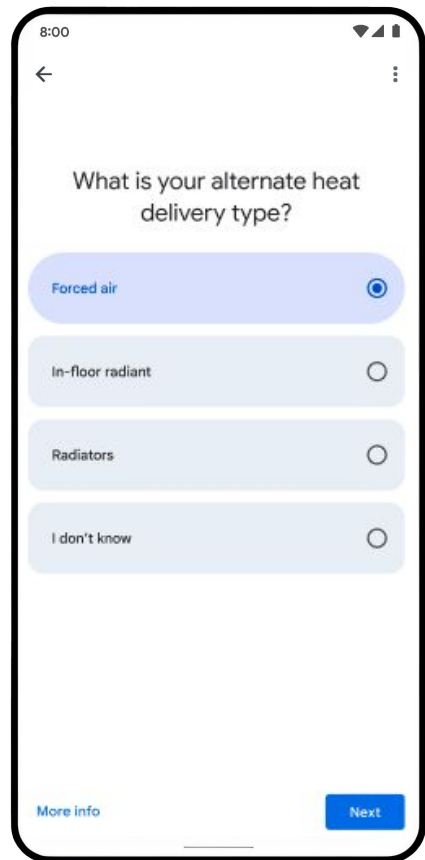 8:00
What is your alternate heat
delivery type?
Forced air
In-floor radiant
Radiators
I don't know
More info
Next